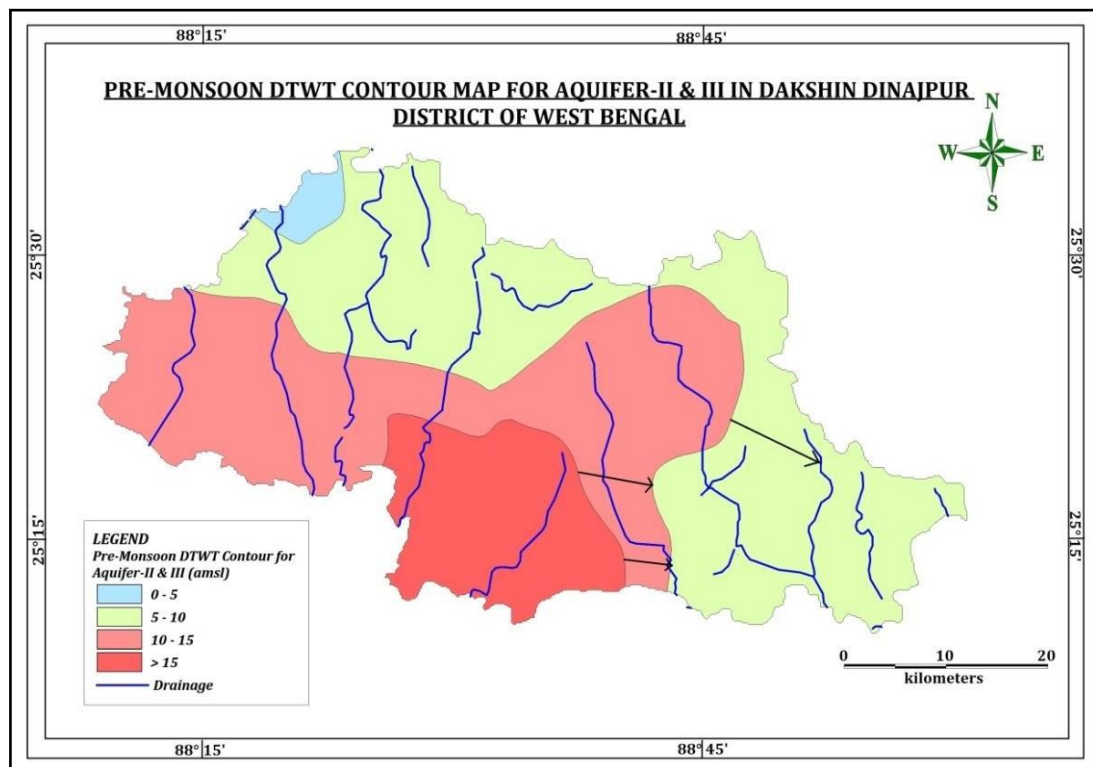 88°15'
88°45'
PRE-MONSOON DTWT CONTOUR MAP FOR AQUIFER-II & III IN DAKSHIN DINAJPUR
DISTRICT OF WEST BENGAL
N
W
E
S
25°30'
25°30'
25°15'
25°15'
LEGEND
Pre-Monsoon DTWT Contour for
Aquifer-II & III (amsl)
0 - 5
5 - 10
10 - 15
> 15
Drainage
0 10 20
kilometers
88°15'
88°45'